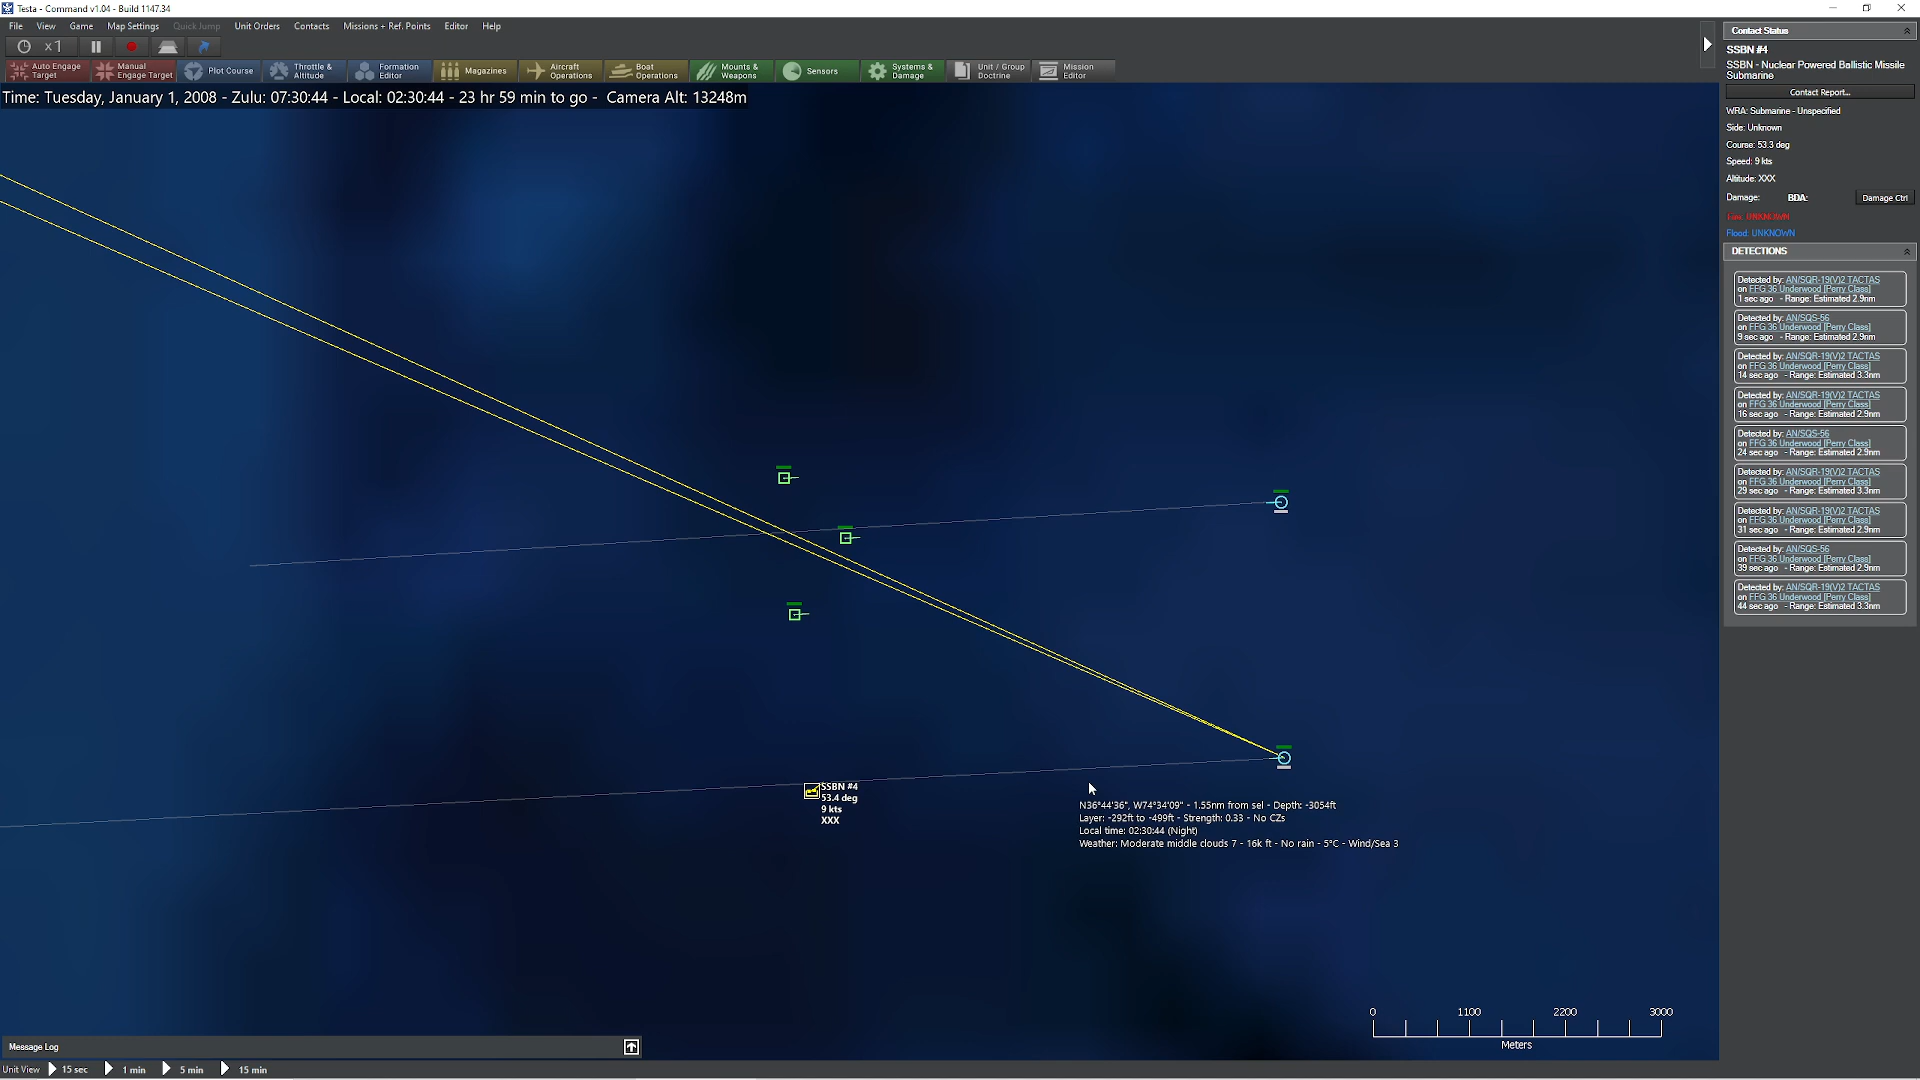 Testa - Command v1.04 - Build 1147.34
File View Game Map Settings Quick Jump Unit Orders Contacts Missions + Ref. Points Editor Help
x1
Auto Engage Target
Manual Engage Target
Plot Course
Throttle & Altitude
Formation Editor
Magazines
Aircraft Operations
Boat Operations
Mounts & Weapons
Sensors
Systems & Damage
Unit / Group Doctrine
Mission Editor
Time: Tuesday, January 1, 2008 - Zulu: 07:30:44 - Local: 02:30:44 - 23 hr 59 min to go - Camera Alt: 13248m
SSBN #4
53.4 deg
9 kts
XXX
N36°44'36", W74°34'09" - 1.55nm from sel - Depth: -3054ft
Layer: -292ft to -499ft - Strength: 0.33 - No CZs
Local time: 02:30:44 (Night)
Weather: Moderate middle clouds 7 - 16k ft - No rain - 5°C - Wind/Sea 3
0 1100 2200 3000
Meters
Message Log
Unit View 15 sec 1 min 5 min 15 min
Contact Status
SSBN #4
SSBN - Nuclear Powered Ballistic Missile
Submarine
Contact Report...
WRA: Submarine - Unspecified
Side: Unknown
Course: 53.3 deg
Speed: 9 kts
Altitude: XXX
Damage: BDA: Damage Ctrl
Fire: UNKNOWN
Flood: UNKNOWN
DETECTIONS
Detected by: AN/SQR-19(V)2 TACTAS
on FFG 36 Underwood [Perry Class]
1 sec ago - Range: Estimated 2.9nm
Detected by: AN/SQS-56
on FFG 36 Underwood [Perry Class]
9 sec ago - Range: Estimated 2.9nm
Detected by: AN/SQR-19(V)2 TACTAS
on FFG 36 Underwood [Perry Class]
14 sec ago - Range: Estimated 3.3nm
Detected by: AN/SQR-19(V)2 TACTAS
on FFG 36 Underwood [Perry Class]
16 sec ago - Range: Estimated 2.9nm
Detected by: AN/SQS-56
on FFG 36 Underwood [Perry Class]
24 sec ago - Range: Estimated 2.9nm
Detected by: AN/SQR-19(V)2 TACTAS
on FFG 36 Underwood [Perry Class]
29 sec ago - Range: Estimated 3.3nm
Detected by: AN/SQR-19(V)2 TACTAS
on FFG 36 Underwood [Perry Class]
31 sec ago - Range: Estimated 2.9nm
Detected by: AN/SQS-56
on FFG 36 Underwood [Perry Class]
39 sec ago - Range: Estimated 2.9nm
Detected by: AN/SQR-19(V)2 TACTAS
on FFG 36 Underwood [Perry Class]
44 sec ago - Range: Estimated 3.3nm